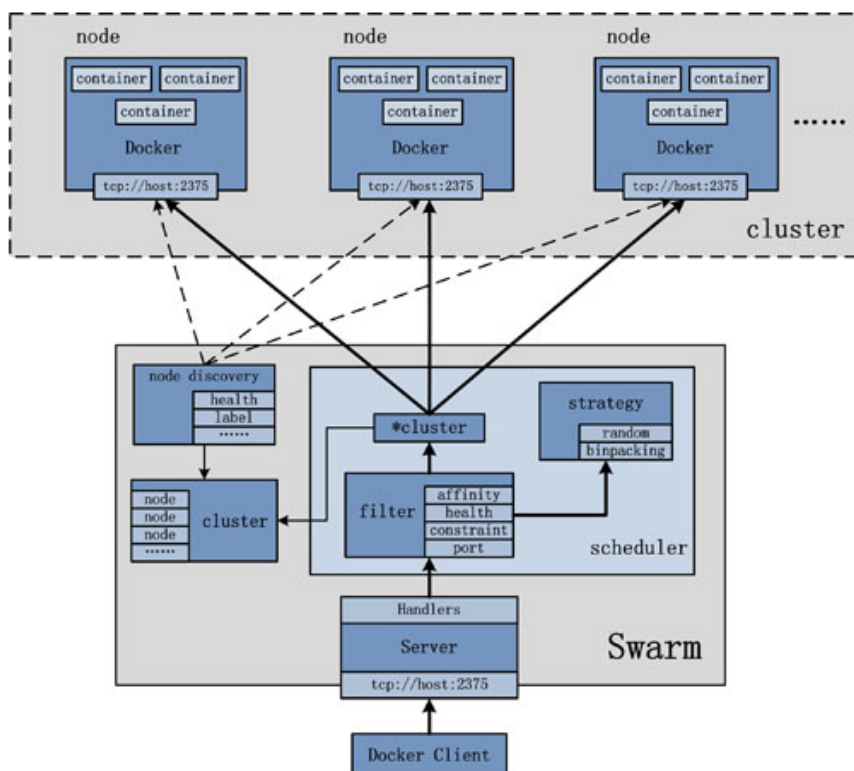 node node node
container container container container container container
container container container
Docker Docker Docker
……
tcp://host:2375 tcp://host:2375 tcp://host:2375
cluster
node discovery
health
label
……
*cluster
strategy
random
binpacking
node
node
node
……
cluster
filter
affinity
health
constraint
port
scheduler
Handlers
Server
tcp://host:2375
Swarm
Docker Client